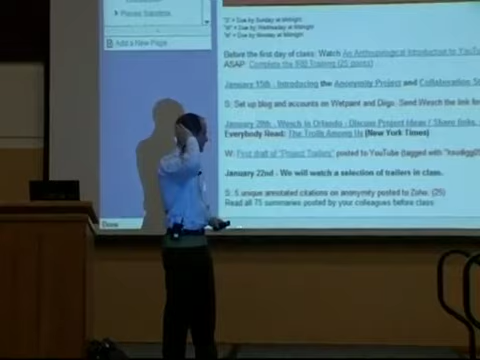 Pieces Sandbox
Add a New Page
"S" = Due by Sunday at Midnight
"W" = Due by Wednesday at Midnight
"M" = Due by Monday at Midnight
Before the first day of class: Watch An Anthropological Introduction to YouTu
ASAP: Complete the IRB Training (25 points)
January 15th - Introducing the Anonymity Project and Collaboration S
S: Set up blog and accounts on Wetpaint and Diigo. Send Wesch the link for
January 20th - Wesch in Orlando - Discuss Project Ideas / Share links,
Everybody Read: The Trolls Among Us (New York Times)
W: First draft of "Project Trailers" posted to YouTube (tagged with
January 22nd - We will watch a selection of trailers in class.
S: 5 unique annotated citations on anonymity posted to Zoho. (25)
Read all 75 summaries posted by your colleagues before class
Done